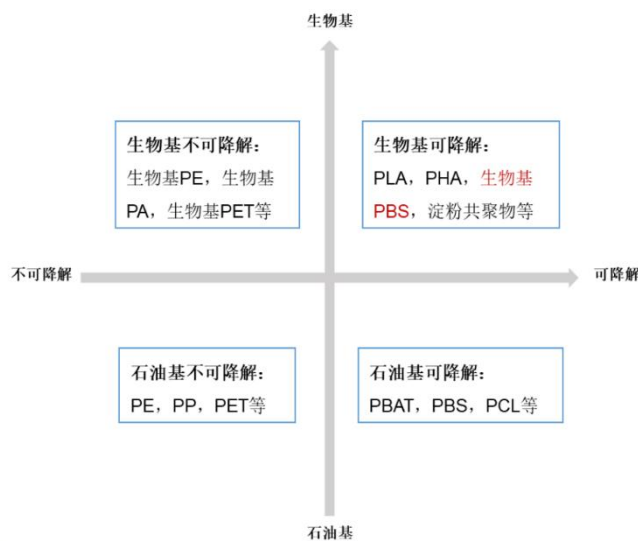 生物基
生物基不可降解：
生物基PE，生物基
PA，生物基PET等
生物基可降解：
PLA，PHA，生物基
PBS，淀粉共聚物等
不可降解
可降解
石油基不可降解：
PE，PP，PET等
石油基可降解：
PBAT，PBS，PCL等
石油基